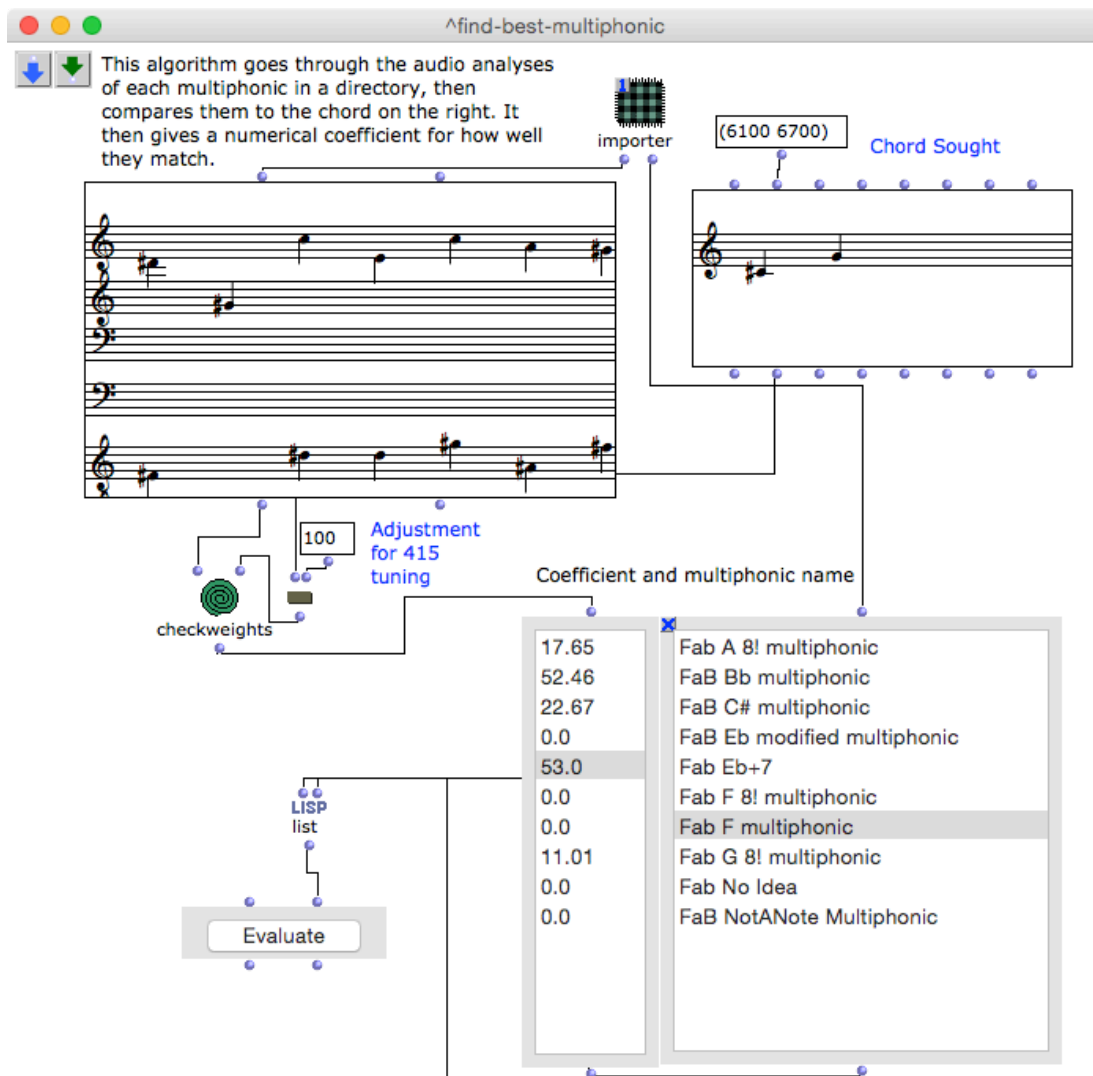 ^find-best-multiphonic
This algorithm goes through the audio analyses
of each multiphonic in a directory, then
compares them to the chord on the right. It
then gives a numerical coefficient for how well
they match.
1
importer
(6100 6700)
Chord Sought
100
Adjustment
for 415
tuning
checkweights
Coefficient and multiphonic name
17.65 Fab A 8! multiphonic
52.46 FaB Bb multiphonic
22.67 FaB C# multiphonic
0.0 FaB Eb modified multiphonic
53.0 Fab Eb+7
0.0 Fab F 8! multiphonic
0.0 Fab F multiphonic
11.01 Fab G 8! multiphonic
0.0 Fab No Idea
0.0 FaB NotANote Multiphonic
LISP
list
Evaluate